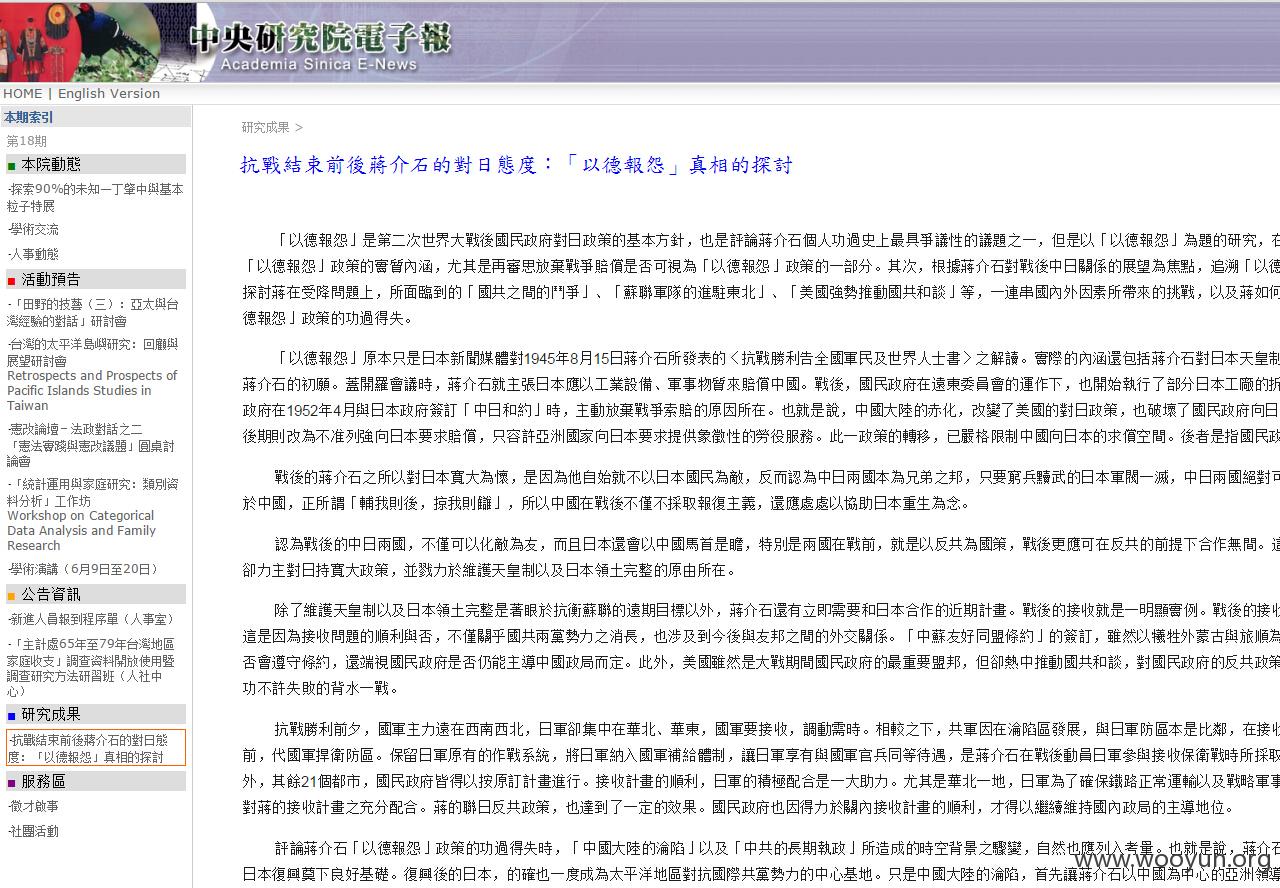 中央研究院電子報
Academia Sinica E-News
HOME | English Version
本期索引
第18期
本院動態
-探索90%的未知—丁肇中與基本
粒子特展
-學術交流
-人事動態
活動預告
-「田野的技藝（三）：亞太與台
灣經驗的對話」研討會
-台灣的太平洋島嶼研究：回顧與
展望研討會
Retrospects and Prospects of
Pacific Islands Studies in
Taiwan
-憲改論壇－法政對話之二
「憲法實踐與憲改議題」圓桌討
論會
-「統計運用與家庭研究：類別資
料分析」工作坊
Workshop on Categorical
Data Analysis and Family
Research
-學術演講（6月9日至20日）
公告資訊
-新進人員報到程序單（人事室）
-「主計處65年至79年台灣地區
家庭收支」調查資料開放使用暨
調查研究方法研習班（人社中
心）
研究成果
-抗戰結束前後蔣介石的對日態
度：「以德報怨」真相的探討
服務區
-徵才啟事
-社團活動
研究成果 >
抗戰結束前後蔣介石的對日態度：「以德報怨」真相的探討
「以德報怨」是第二次世界大戰後國民政府對日政策的基本方針，也是評論蔣介石個人功過史上最具爭議性的議題之一，但是以「以德報怨」為題的研究，在
「以德報怨」政策的實質內涵，尤其是再審思放棄戰爭賠償是否可視為「以德報怨」政策的一部分。其次，根據蔣介石對戰後中日關係的展望為焦點，追溯「以德
探討蔣在受降問題上，所面臨到的「國共之間的鬥爭」、「蘇聯軍隊的進駐東北」、「美國強勢推動國共和談」等，一連串國內外因素所帶來的挑戰，以及蔣如何
德報怨」政策的功過得失。
「以德報怨」原本只是日本新聞媒體對1945年8月15日蔣介石所發表的〈抗戰勝利告全國軍民及世界人士書〉之解讀。實際的內涵還包括蔣介石對日本天皇制
蔣介石的初願。蓋開羅會議時，蔣介石就主張日本應以工業設備、軍事物質來賠償中國。戰後，國民政府在遠東委員會的運作下，也開始執行了部分日本工廠的拆
政府在1952年4月與日本政府簽訂「中日和約」時，主動放棄戰爭索賠的原因所在。也就是說，中國大陸的赤化，改變了美國的對日政策，也破壞了國民政府向日
後期則改為不准列強向日本要求賠償，只容許亞洲國家向日本要求提供象徵性的勞役服務。此一政策的轉移，已嚴格限制中國向日本的求償空間。後者是指國民政
戰後的蔣介石之所以對日本寬大為懷，是因為他自始就不以日本國民為敵，反而認為中日兩國本為兄弟之邦，只要窮兵黷武的日本軍閥一滅，中日兩國絕對可
於中國，正所謂「輔我則後，掠我則讎」，所以中國在戰後不僅不採取報復主義，還應處處以協助日本重生為念。
認為戰後的中日兩國，不僅可以化敵為友，而且日本還會以中國馬首是瞻，特別是兩國在戰前，就是以反共為國策，戰後更應可在反共的前提下合作無間。這
卻力主對日持寬大政策，並戮力於維護天皇制以及日本領土完整的原由所在。
除了維護天皇制以及日本領土完整是著眼於抗衡蘇聯的遠期目標以外，蔣介石還有立即需要和日本合作的近期計畫。戰後的接收就是一明顯實例。戰後的接收
這是因為接收問題的順利與否，不僅關乎國共兩黨勢力之消長，也涉及到今後與友邦之間的外交關係。「中蘇友好同盟條約」的簽訂，雖然以犧牲外蒙古與旅順為
否會遵守條約，還端視國民政府是否仍能主導中國政局而定。此外，美國雖然是大戰期間國民政府的最重要盟邦，但卻熱中推動國共和談，對國民政府的反共政策
功不許失敗的背水一戰。
抗戰勝利前夕，國軍主力遠在西南西北，日軍卻集中在華北、華東，國軍要接收，調動需時。相較之下，共軍因在淪陷區發展，與日軍防區本是比鄰，在接收
前，代國軍捍衛防區。保留日軍原有的作戰系統，將日軍納入國軍補給體制，讓日軍享有與國軍官兵同等待遇，是蔣介石在戰後動員日軍參與接收保衛戰時所採取
外，其餘21個都市，國民政府皆得以按原訂計畫進行。接收計畫的順利，日軍的積極配合是一大助力。尤其是華北一地，日軍為了確保鐵路正常運輸以及戰略軍事
對蔣的接收計畫之充分配合。蔣的聯日反共政策，也達到了一定的效果。國民政府也因得力於關內接收計畫的順利，才得以繼續維持國內政局的主導地位。
評論蔣介石「以德報怨」政策的功過得失時，「中國大陸的淪陷」以及「中共的長期執政」所造成的時空背景之驟變，自然也應列入考量。也就是說，蔣介石
日本復興奠下良好基礎。復興後的日本，的確也一度成為太平洋地區對抗國際共黨勢力的中心基地。只是中國大陸的淪陷，首先讓蔣介石以中國為中心的亞洲領導
www.wooyun.org